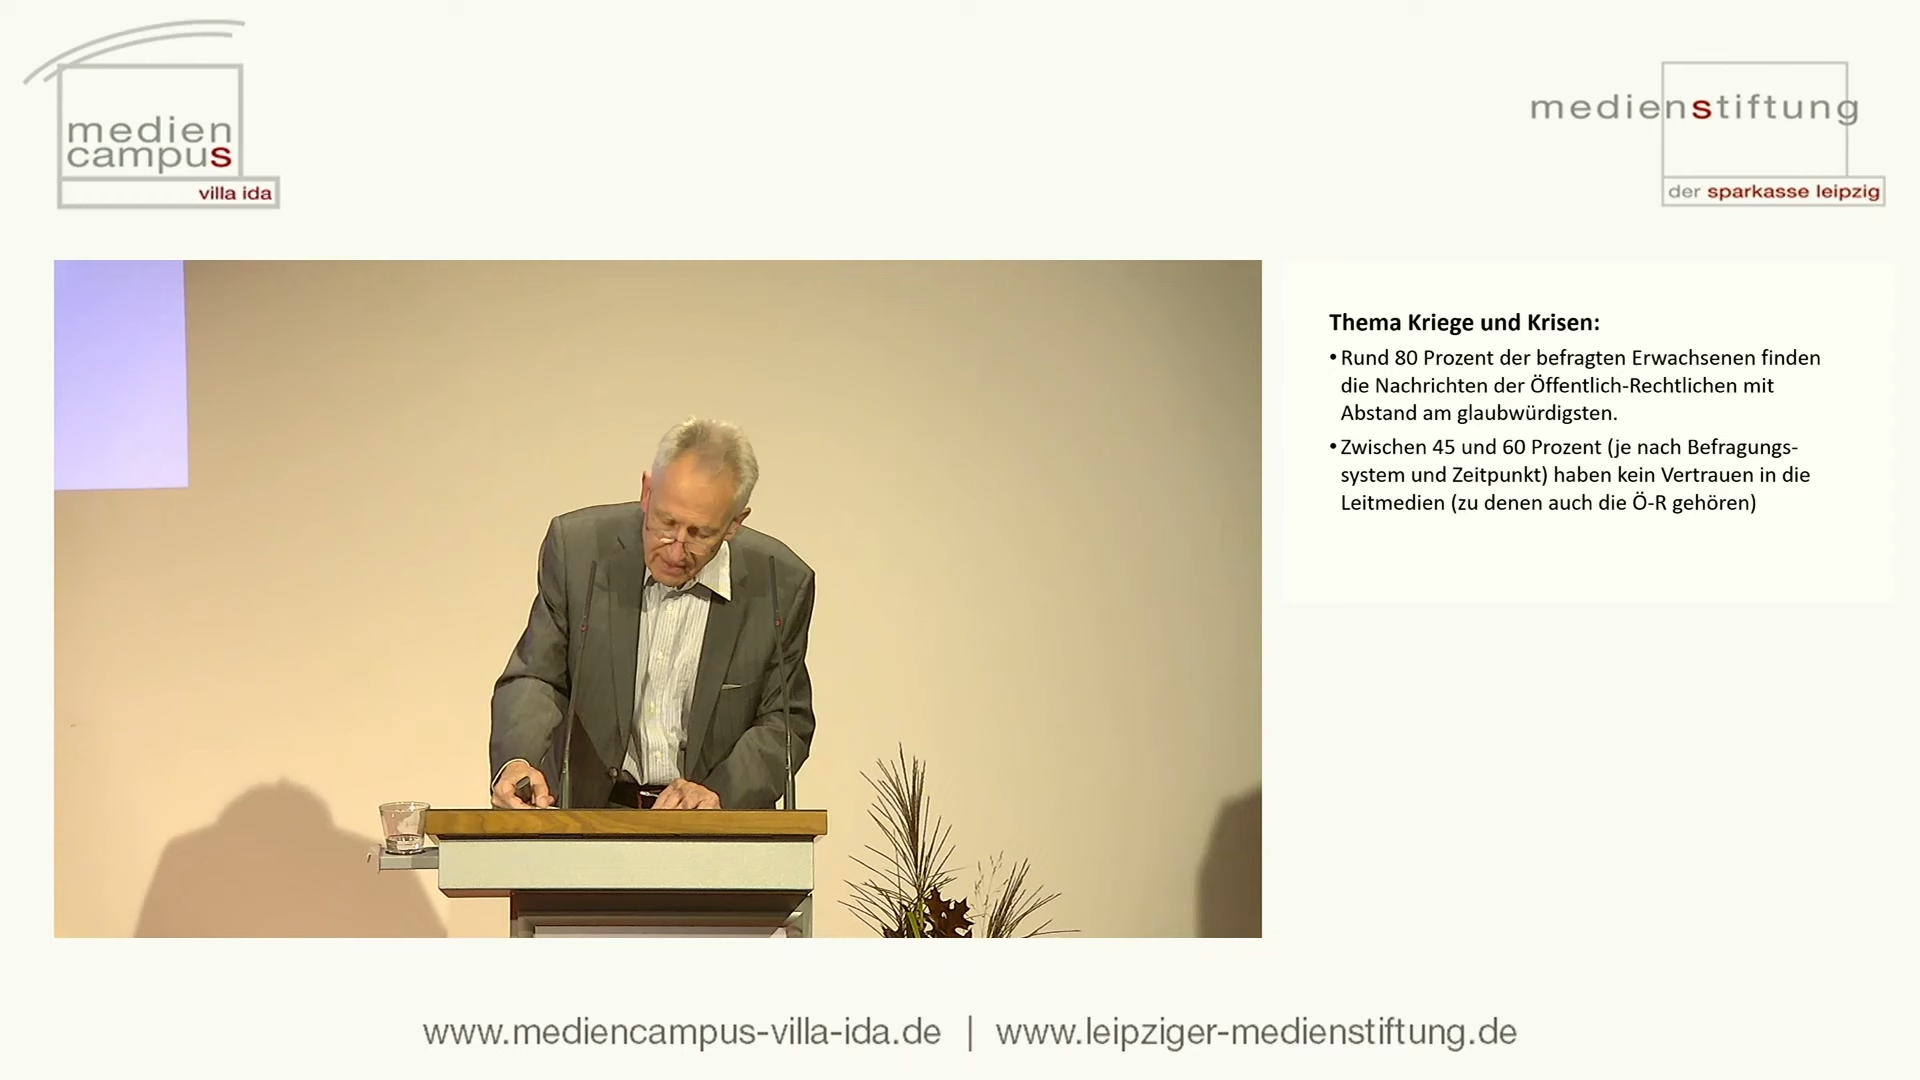 medien
campus
villa ida
medienstiftung
der sparkasse leipzig
Thema Kriege und Krisen:
• Rund 80 Prozent der befragten Erwachsenen finden
die Nachrichten der Öffentlich-Rechtlichen mit
Abstand am glaubwürdigsten.
• Zwischen 45 und 60 Prozent (je nach Befragungs-
system und Zeitpunkt) haben kein Vertrauen in die
Leitmedien (zu denen auch die Ö-R gehören)
www.mediencampus-villa-ida.de | www.leipziger-medienstiftung.de